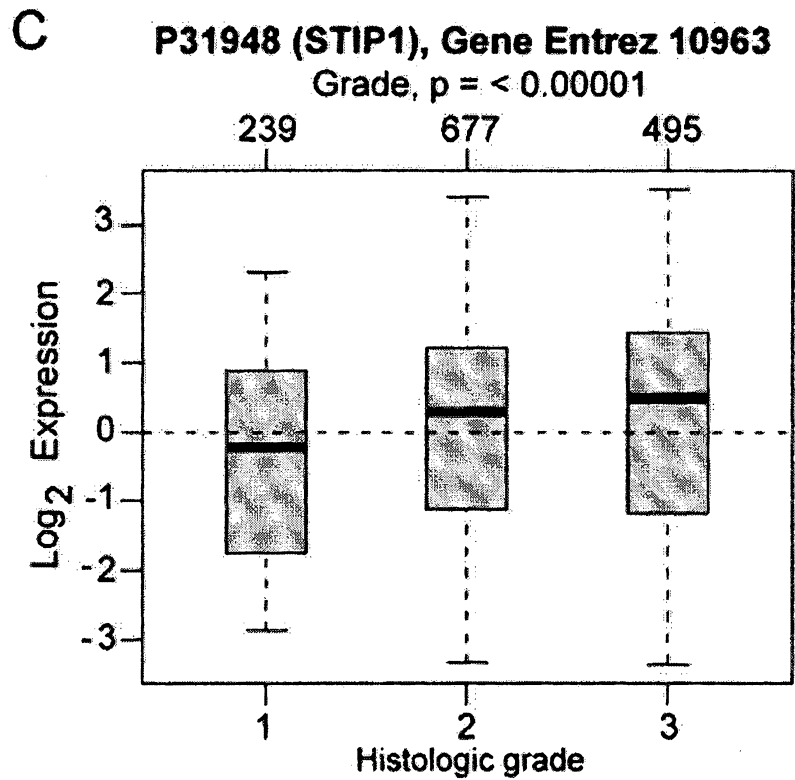 C
P31948 (STIP1), Gene Entrez 10963
Grade, p = < 0.00001
239 677 495
3
2
1
0
-1
-2
-3
Log2 Expression
1 2 3
Histologic grade